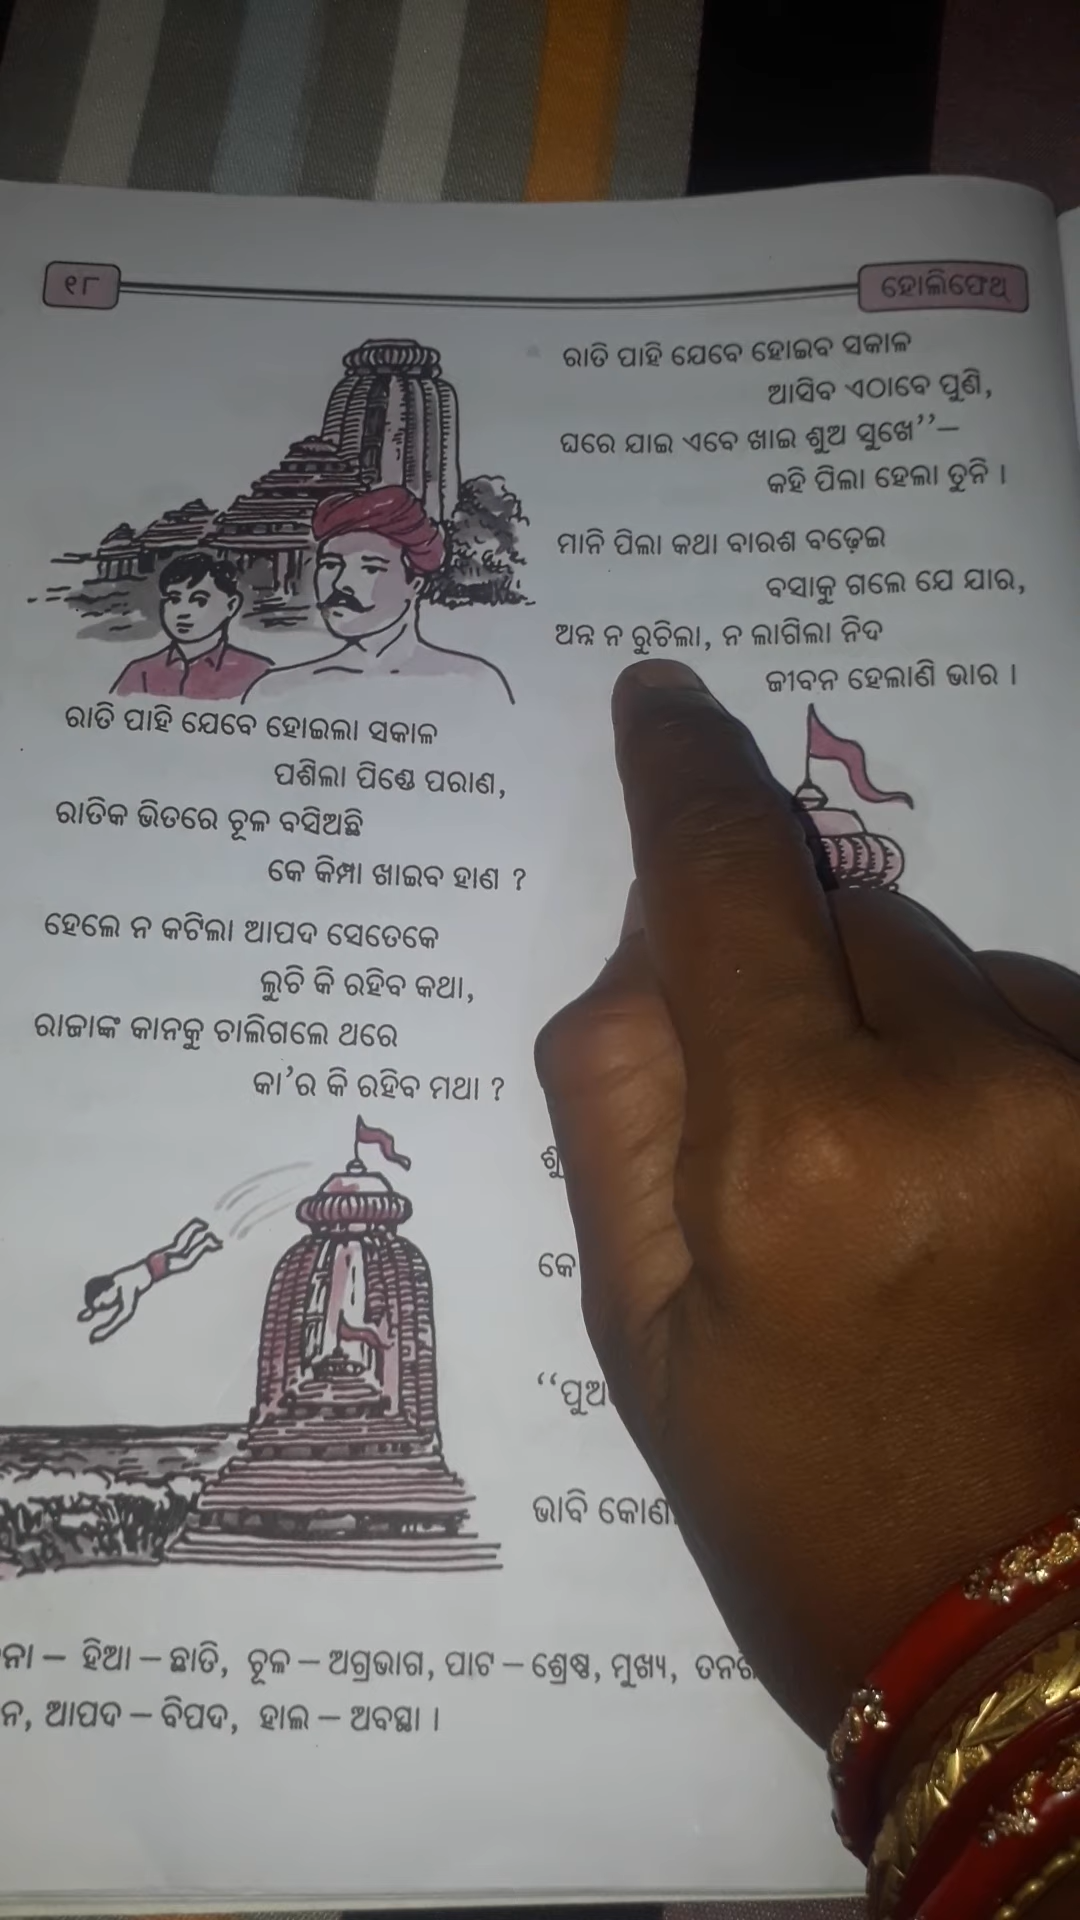 ୧୮
ହୋଲିଫେଥ୍
ରାତି ପାହି ଯେବେ ହୋଇଲା ସକାଳ
ପଶିଲା ପିଣ୍ଡେ ପରାଣ,
ରାତିକ ଭିତରେ ଚୂଳ ବସିଅଛି
କେ କିମ୍ପା ଖାଇବ ହାଣ ?
ହେଲେ ନ କଟିଲା ଆପଦ ସେତେକେ
ଲୁଚି କି ରହିବ କଥା,
ରାଜାଙ୍କ କାନକୁ ଚାଲିଗଲେ ଥରେ
କା’ର କି ରହିବ ମଥା ?
ରାତି ପାହି ଯେବେ ହୋଇବ ସକାଳ
ଆସିବ ଏଠାବେ ପୁଣି,
ଘରେ ଯାଇ ଏବେ ଖାଇ ଶୁଅ ସୁଖେ’’–
କହି ପିଲା ହେଲା ତୁନି ।
ମାନି ପିଲା କଥା ବାରଶ ବଢ଼େଇ
ବସାକୁ ଗଲେ ଯେ ଯାର,
ଅନ୍ନ ନ ରୁଚିଲା, ନ ଲାଗିଲା ନିଦ
ଜୀବନ ହେଲାଣି ଭାର ।
କେ
‘‘ପୁଅ
ଭାବି କୋଣ
– ହିଆ – ଛାତି, ଚୂଳ – ଅଗ୍ରଭାଗ, ପାଟ – ଶ୍ରେଷ୍ଠ, ମୁଖ୍ୟ,
ଆପଦ – ବିପଦ, ହାଲ – ଅବସ୍ଥା ।